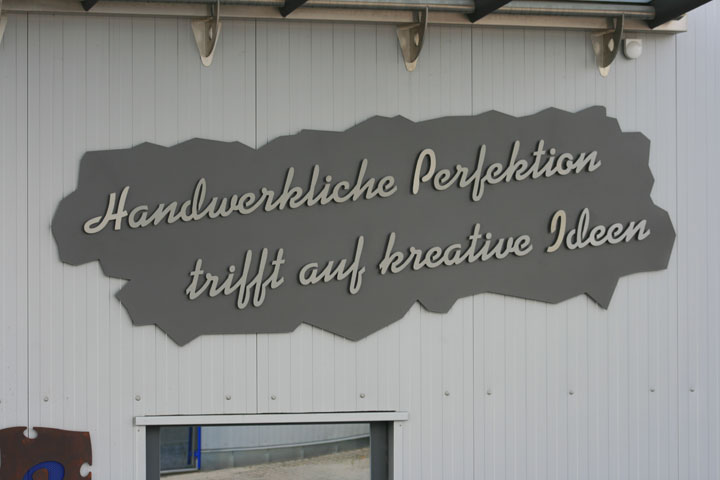 Handwerkliche Perfektion
trifft auf kreative Ideen